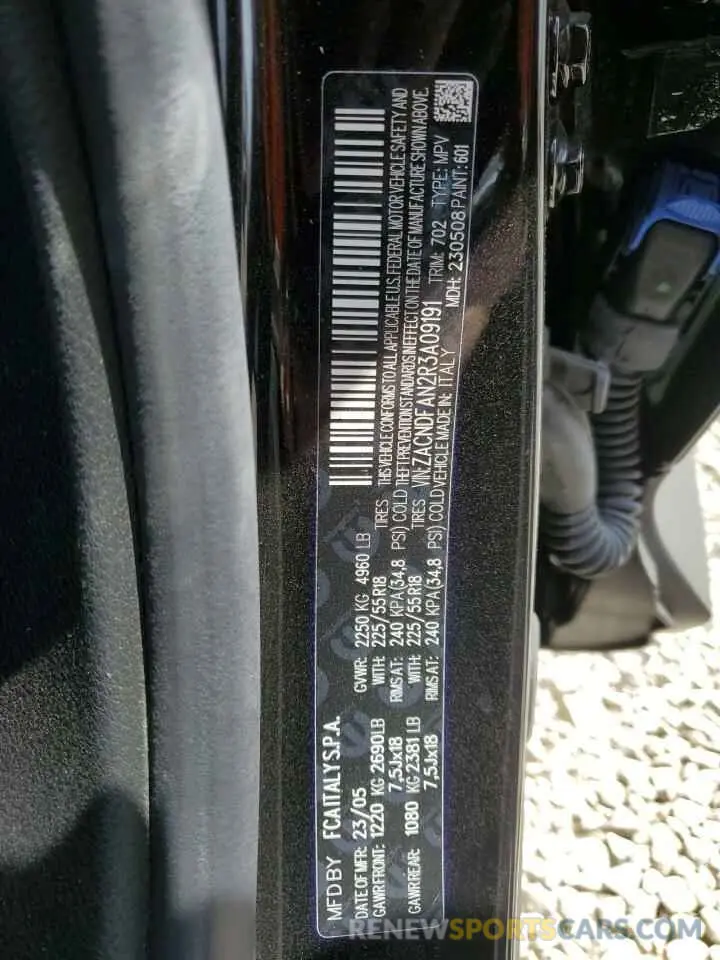 MFD BY FCA ITALY S.P.A.
DATE OF MFR: 23/05 GVWR: 2250 KG 4960 LB TIRES THIS VEHICLE CONFORMS TO ALL APPLICABLE U.S. FEDERAL MOTOR VEHICLE SAFETY AND
GAWR FRONT: 1220 KG 2690LB WITH: 225/55R18 THEFT PREVENTION STANDARDS IN EFFECT ON THE DATE OF MANUFACTURE SHOWN ABOVE.
7,5Jx18 RIMS AT: 240 KPA(34,8 PSI) COLD
GAWR REAR: 1080 KG 2381 LB WITH: 225/55R18 TIRES VIN: ZACNDFAN2R3A09191 TRIM: 702 TYPE: MPV
7,5Jx18 RIMS AT: 240 KPA(34,8 PSI) COLD VEHICLE MADE IN: ITALY MDH: 230508 PAINT: 601
RENEWSPORTSCARS.COM